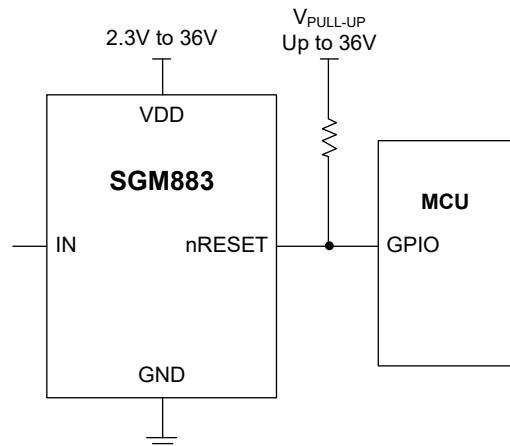 2.3V to 36V
VPULL-UP
Up to 36V
VDD
SGM883
MCU
IN
nRESET
GPIO
GND